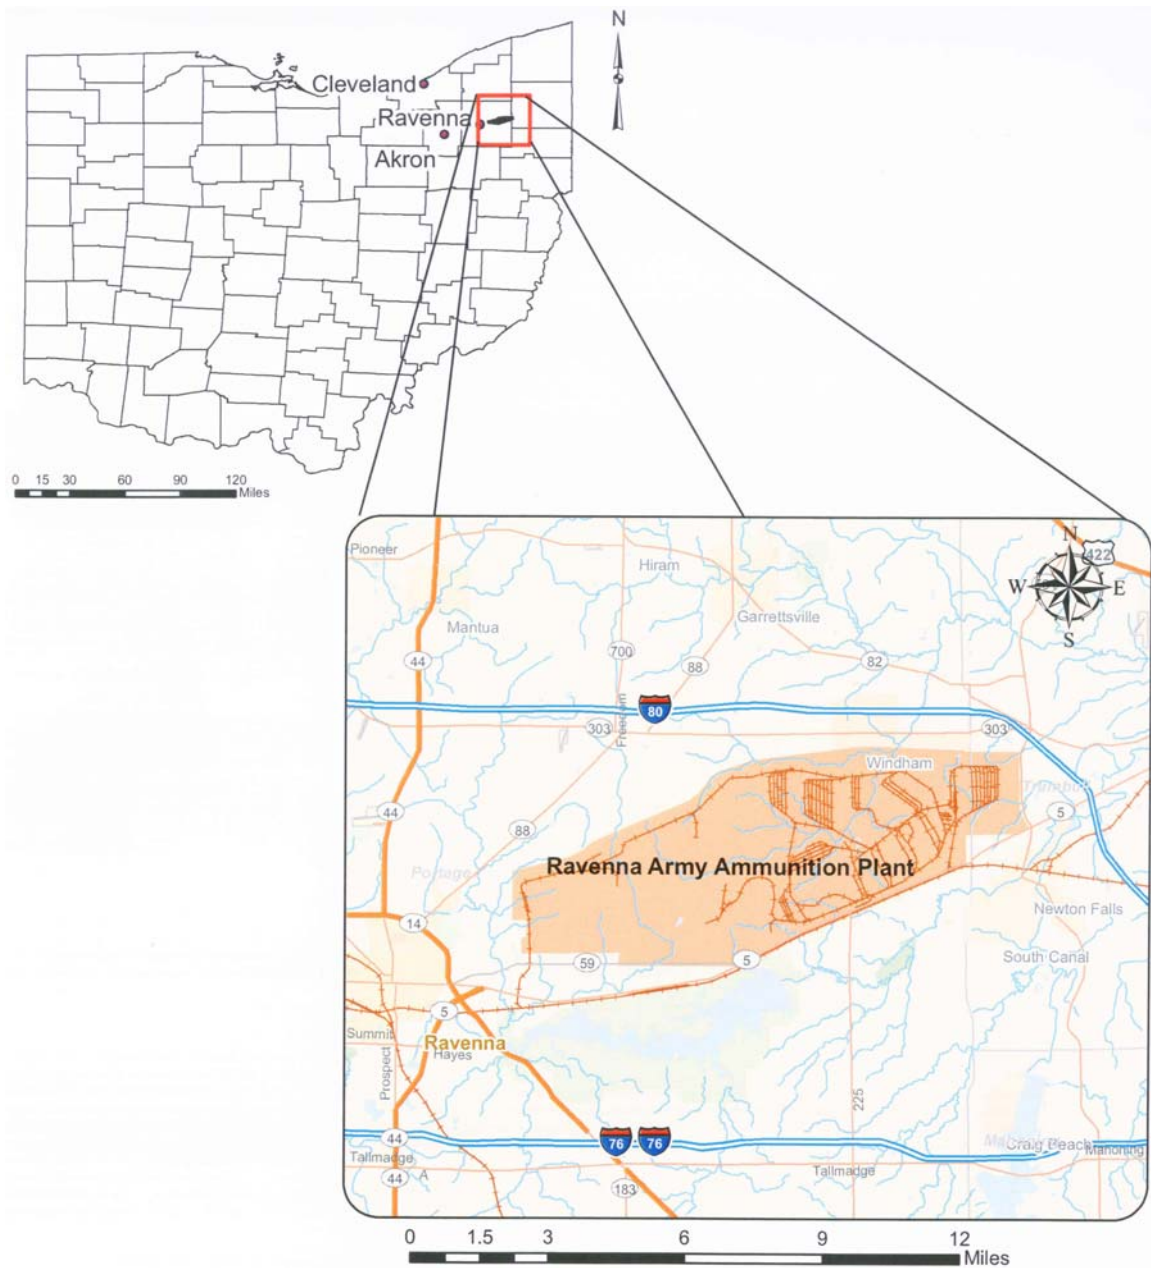 N
Cleveland
Ravenna
Akron
0 15 30 60 90 120
Miles
N
422
W E
S
Pioneer
Hiram
Garrettsville
Mantua
700
44
88
82
80
303
Freedom
303
Windham
Trumbull
44
5
88
Ravenna Army Ammunition Plant
Portage
Newton Falls
14
South Canal
59
5
5
Summit
Ravenna
Hayes
Prospect
225
44
76 76
Craig Beach
Mahoning
Tallmadge
Tallmadge
44
A
183
0 1.5 3 6 9 12
Miles